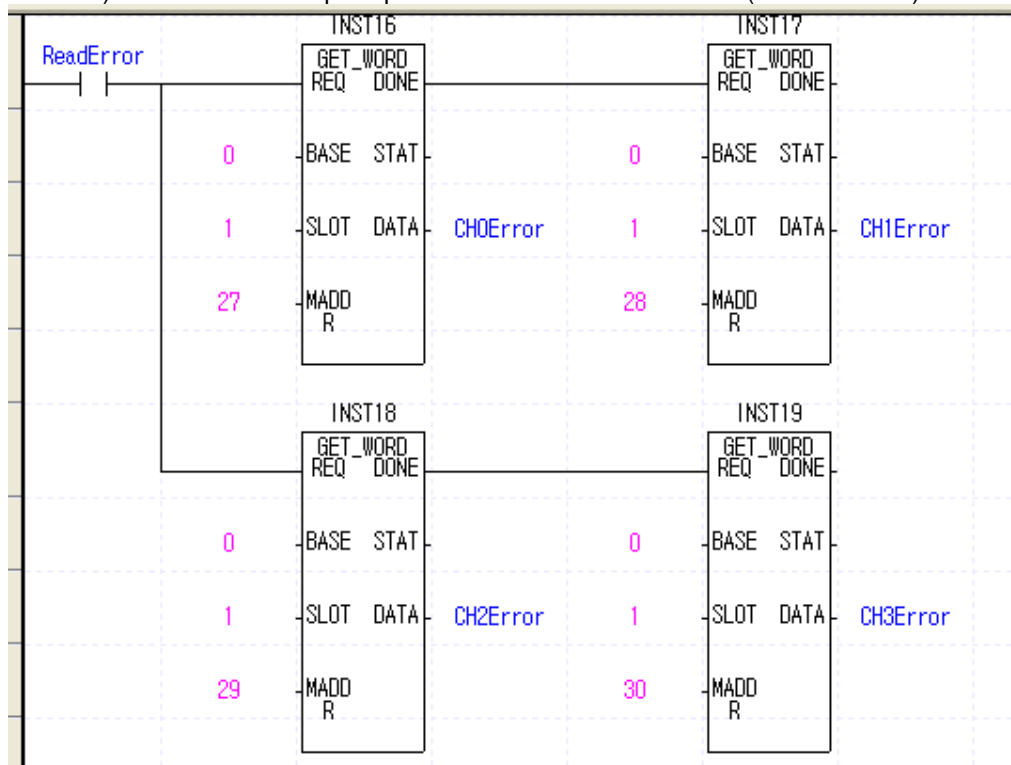 INST16 INST17
ReadError GET_WORD GET_WORD
REQ DONE REQ DONE
0 BASE STAT 0 BASE STAT
1 SLOT DATA CH0Error 1 SLOT DATA CH1Error
27 MADD 28 MADD
R R
INST18 INST19
GET_WORD GET_WORD
REQ DONE REQ DONE
0 BASE STAT 0 BASE STAT
1 SLOT DATA CH2Error 1 SLOT DATA CH3Error
29 MADD 30 MADD
R R